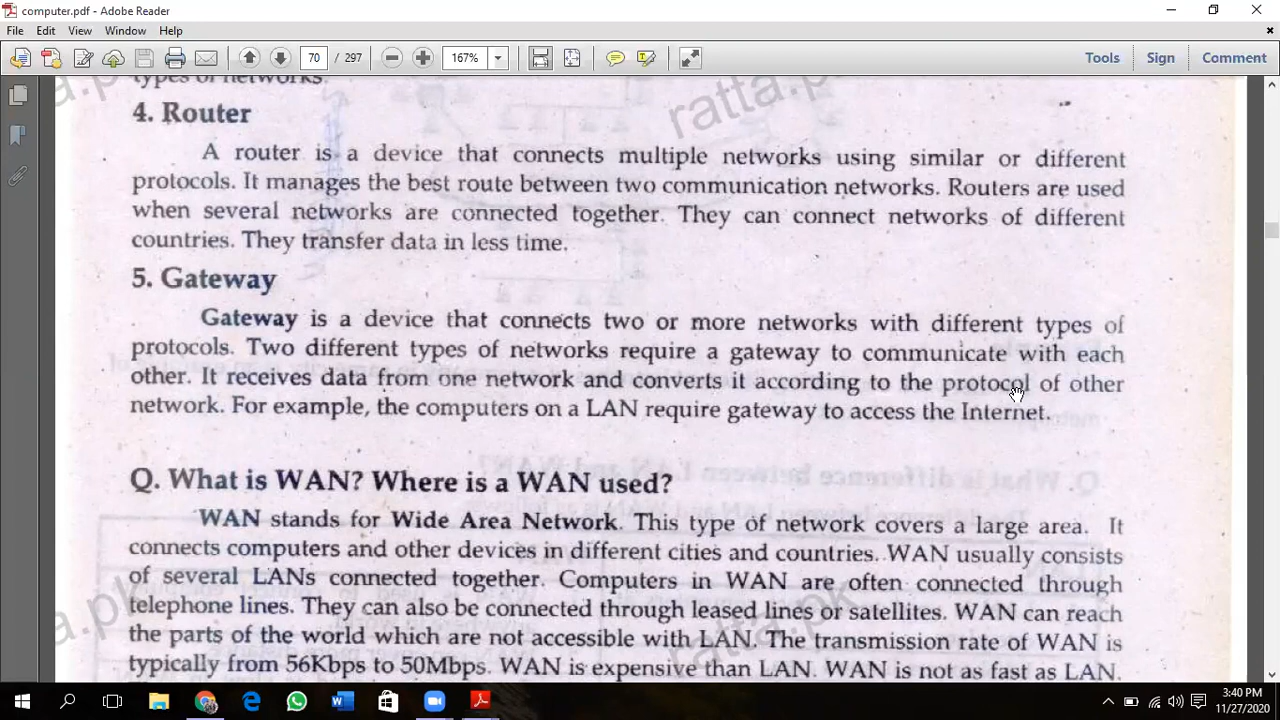 computer.pdf - Adobe Reader
File Edit View Window Help
70 / 297 167% Tools Sign Comment
types of networks.
ratta.pk
4. Router
A router is a device that connects multiple networks using similar or different
protocols. It manages the best route between two communication networks. Routers are used
when several networks are connected together. They can connect networks of different
countries. They transfer data in less time.
5. Gateway
Gateway is a device that connects two or more networks with different types of
protocols. Two different types of networks require a gateway to communicate with each
other. It receives data from one network and converts it according to the protocol of other
network. For example, the computers on a LAN require gateway to access the Internet.
Q. What is WAN? Where is a WAN used?
WAN stands for Wide Area Network. This type of network covers a large area. It
connects computers and other devices in different cities and countries. WAN usually consists
of several LANs connected together. Computers in WAN are often connected through
telephone lines. They can also be connected through leased lines or satellites. WAN can reach
the parts of the world which are not accessible with LAN. The transmission rate of WAN is
ratta.pk
typically from 56Kbps to 50Mbps. WAN is expensive than LAN. WAN is not as fast as LAN.
3:40 PM
11/27/2020